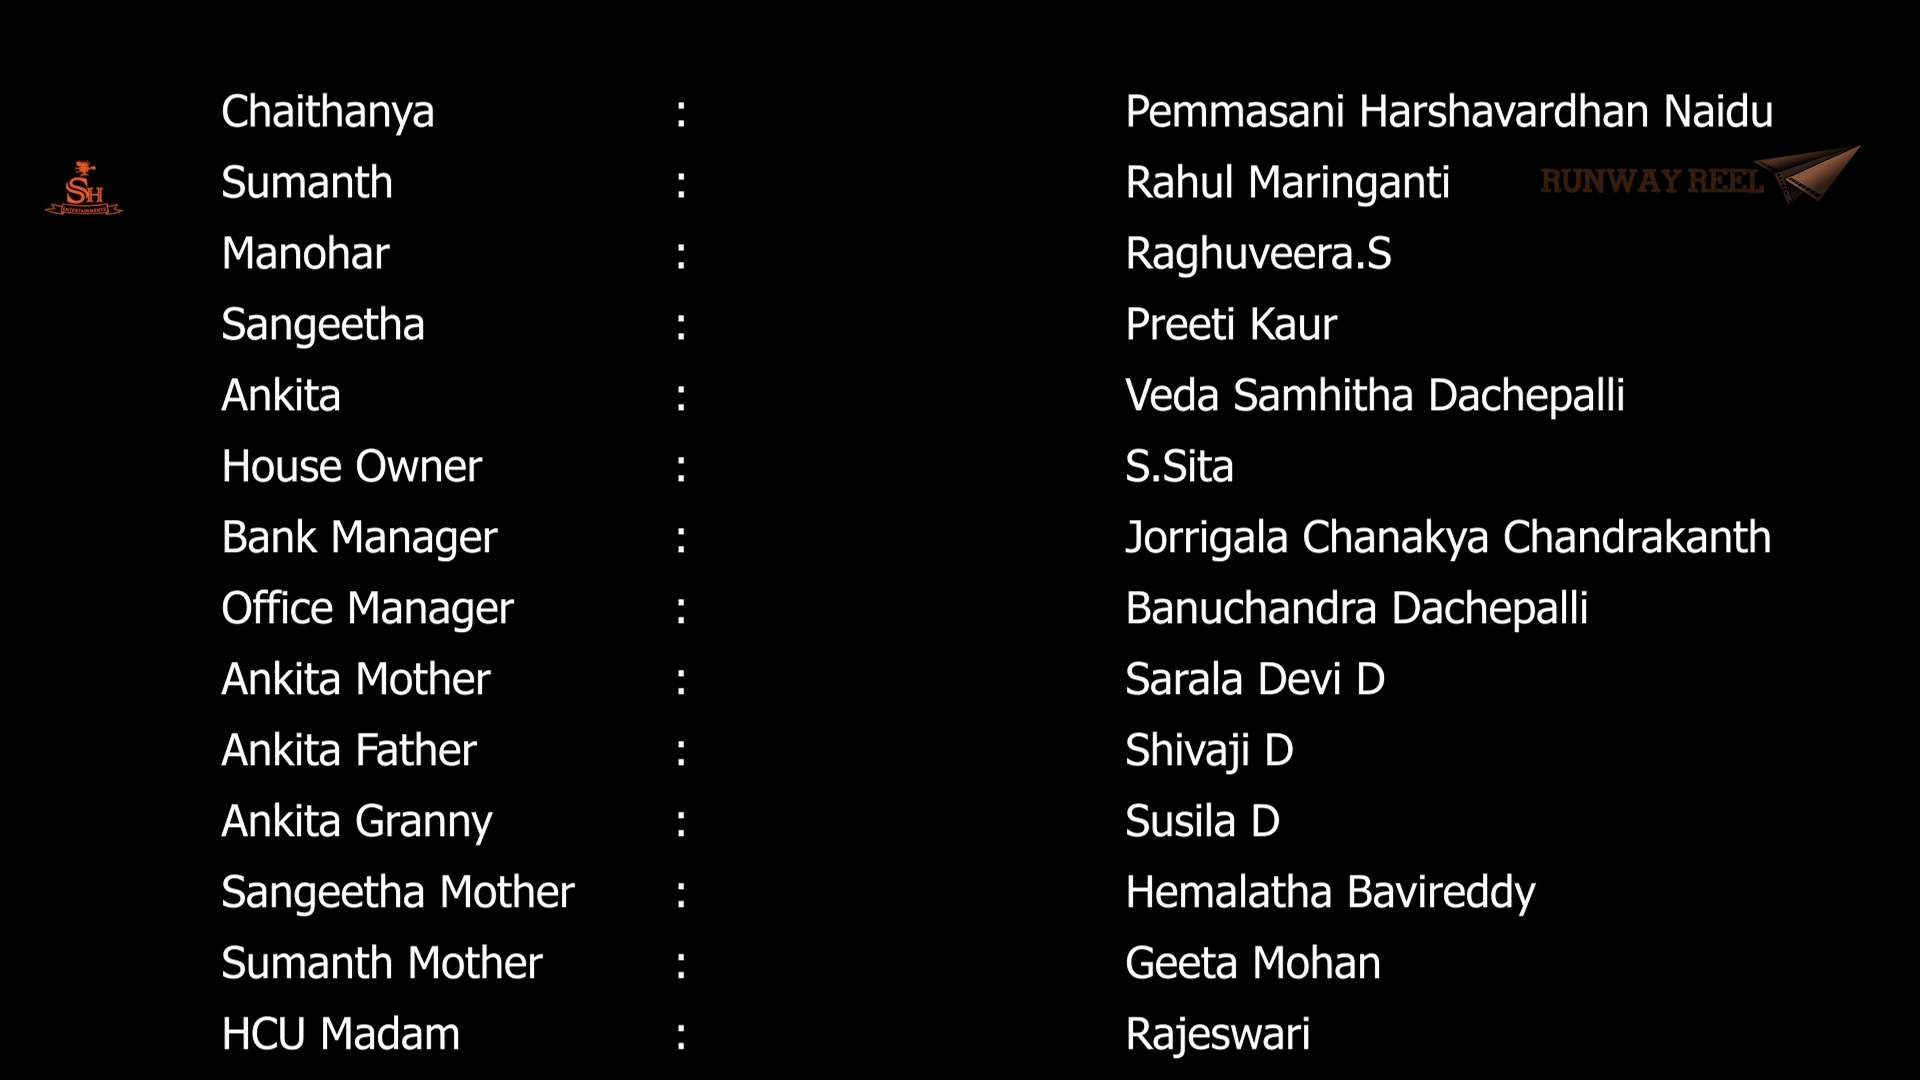 Chaithanya : Pemmasani Harshavardhan Naidu
Sumanth : Rahul Maringanti
RUNWAY REEL
SH
ENTERTAINMENTS
Manohar : Raghuveera.S
Sangeetha : Preeti Kaur
Ankita : Veda Samhitha Dachepalli
House Owner : S.Sita
Bank Manager : Jorrigala Chanakya Chandrakanth
Office Manager : Banuchandra Dachepalli
Ankita Mother : Sarala Devi D
Ankita Father : Shivaji D
Ankita Granny : Susila D
Sangeetha Mother : Hemalatha Bavireddy
Sumanth Mother : Geeta Mohan
HCU Madam : Rajeswari